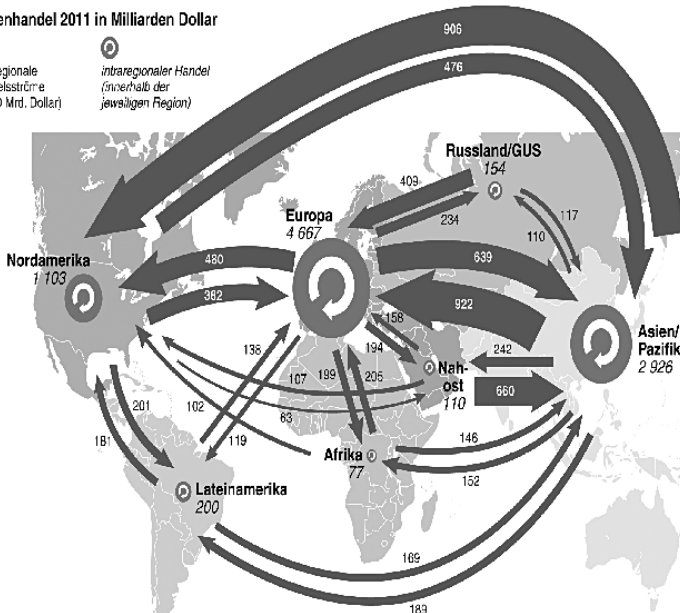 enhandel 2011 in Milliarden Dollar
egionale
elsströme
0 Mrd. Dollar)
intraregionaler Handel
(innerhalb der
jeweiligen Region)
906
476
Russland/GUS
154
409
234
117
110
Europa
4 667
Nordamerika
1 103
480
382
639
922
158
194
242
Asien/
Pazifik
2 926
Nah-
ost
110
660
138
107
199
205
63
102
119
201
181
Afrika
77
146
152
Lateinamerika
200
169
189